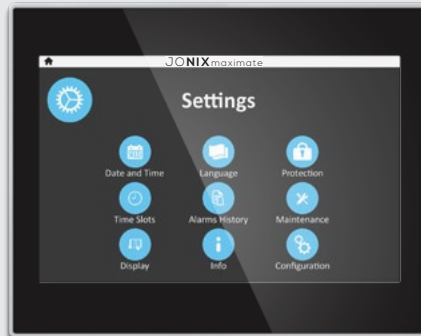 JONIXmaximate
Settings
Date and Time Language Protection
Time Slots Alarms History Maintenance
Display Info Configuration